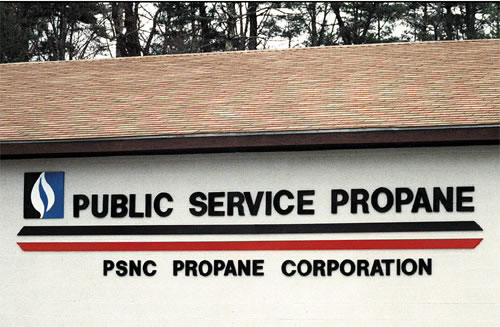 PUBLIC SERVICE PROPANE
PSNC PROPANE CORPORATION